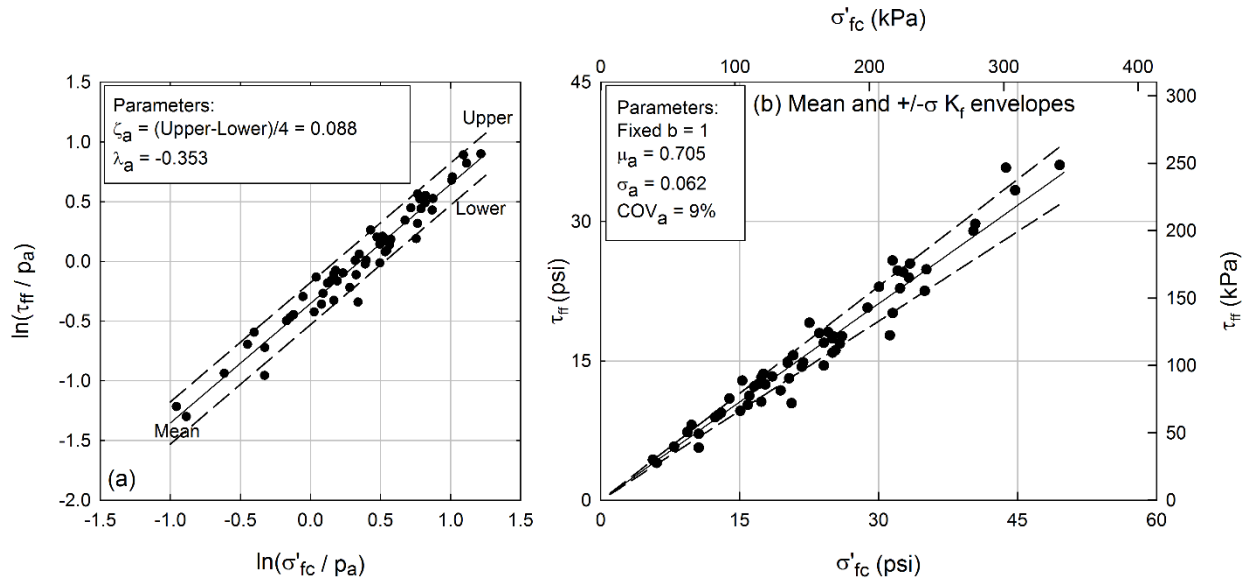 1.5
1.0
0.5
0.0
-0.5
-1.0
-1.5
-2.0
ln(τff / pa)
Parameters:
ζa = (Upper-Lower)/4 = 0.088
λa = -0.353
Upper
Lower
Mean
(a)
-1.5 -1.0 -0.5 0.0 0.5 1.0 1.5
ln(σ'fc / pa)
σ'fc (kPa)
0 100 200 300 400
45
30
15
0
τff (psi)
(b) Mean and +/-σ Kf envelopes
Parameters:
Fixed b = 1
μa = 0.705
σa = 0.062
COVa = 9%
300
250
200
150
100
50
0
τff (kPa)
0 15 30 45 60
σ'fc (psi)